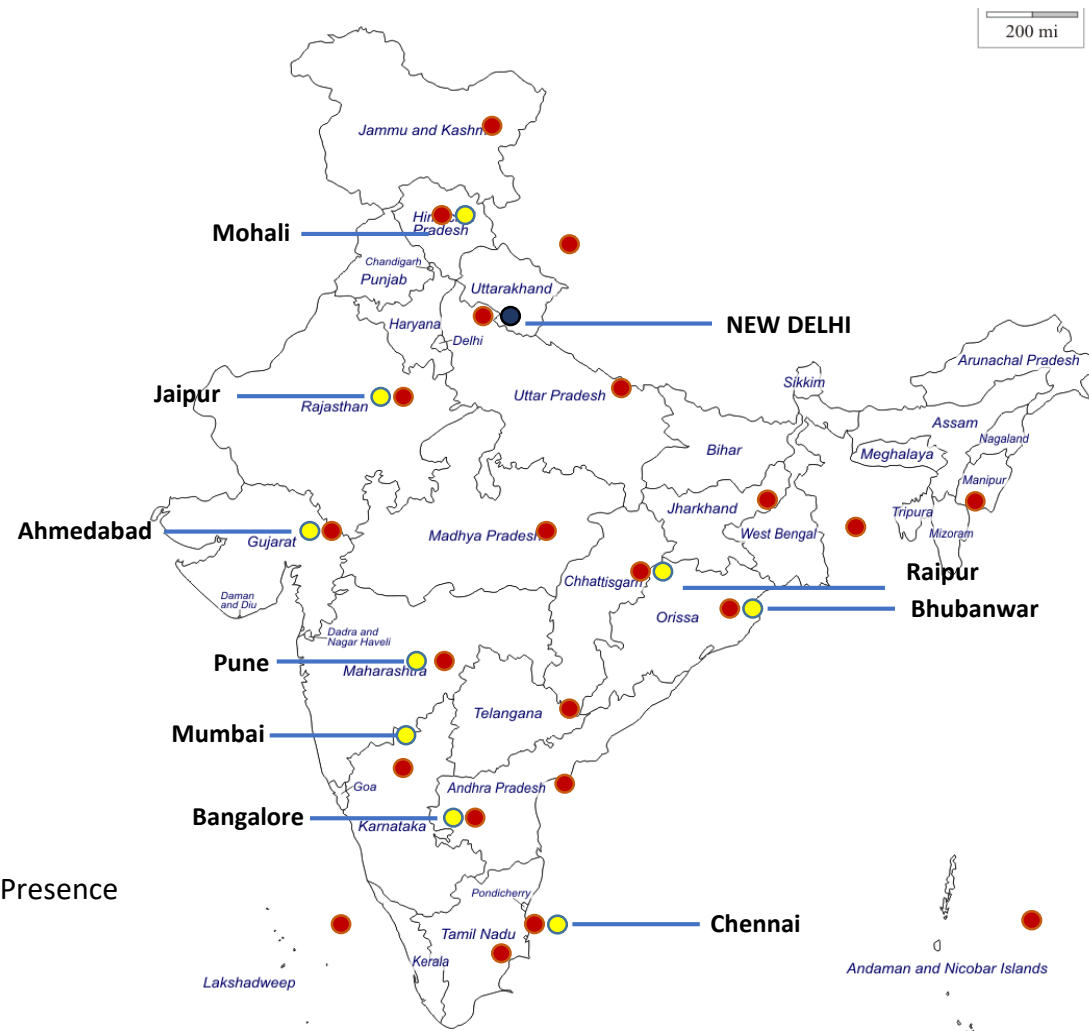 200 mi
Jammu and Kashm
Mohali
Pradesh
Chandigarh
Punjab
Uttarakhand
Haryana
Delhi
NEW DELHI
Jaipur
Rajasthan
Uttar Pradesh
Sikkim
Arunachal Pradesh
Assam
Nagaland
Meghalaya
Bihar
Manipur
Jharkhand
Tripura
Mizoram
West Bengal
Ahmedabad
Gujarat
Madhya Pradesh
Chhattisgarh
Raipur
Bhubanwar
Orissa
Daman
and Diu
Dadra and
Nagar Haveli
Pune
Maharashtra
Telangana
Mumbai
Goa
Andhra Pradesh
Bangalore
Karnataka
Presence
Pondicherry
Chennai
Tamil Nadu
Kerala
Lakshadweep
Andaman and Nicobar Islands